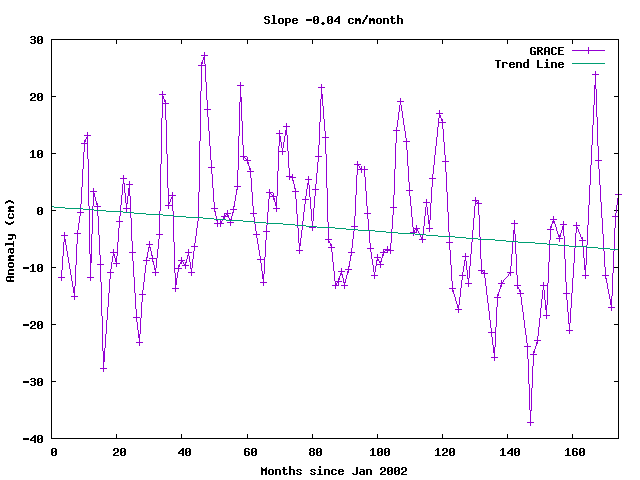 Slope -0.04 cm/month
GRACE
Trend Line
30
20
10
0
-10
-20
-30
-40
Anomaly (cm)
0 20 40 60 80 100 120 140 160
Months since Jan 2002